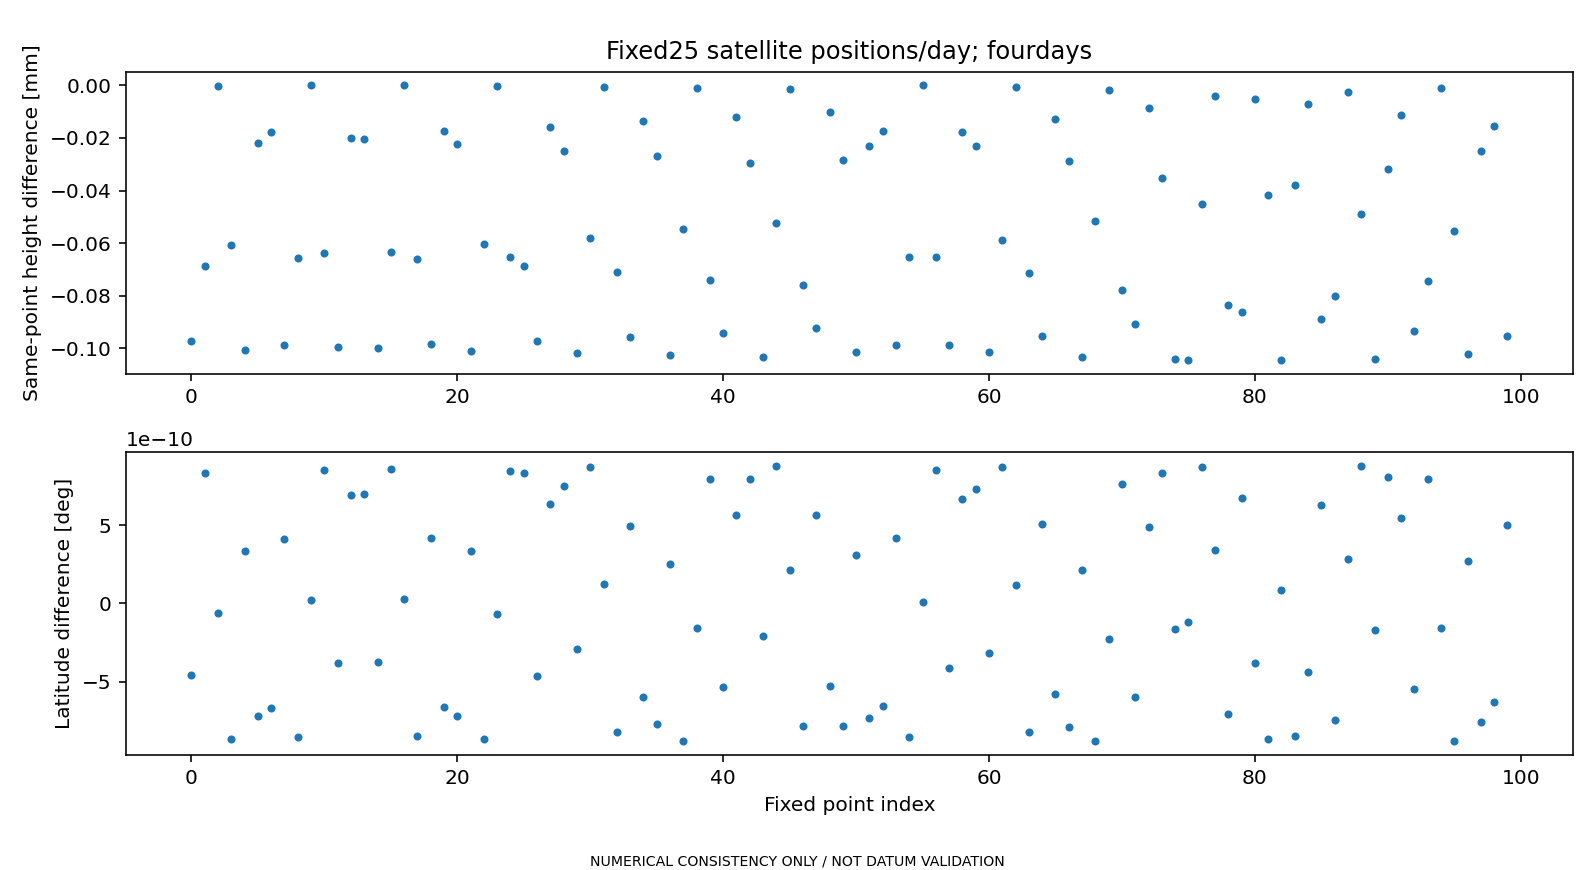 Fixed25 satellite positions/day; fourdays
Same-point height difference [mm]
0.00
−0.02
−0.04
−0.06
−0.08
−0.10
0 20 40 60 80 100
1e−10
Latitude difference [deg]
5
0
−5
0 20 40 60 80 100
Fixed point index
NUMERICAL CONSISTENCY ONLY / NOT DATUM VALIDATION